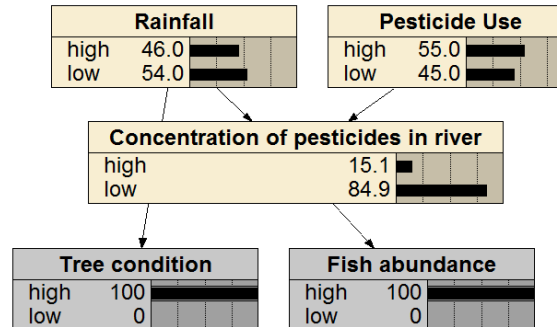 Rainfall
high 46.0
low 54.0
Pesticide Use
high 55.0
low 45.0
Concentration of pesticides in river
high 15.1
low 84.9
Tree condition
high 100
low 0
Fish abundance
high 100
low 0